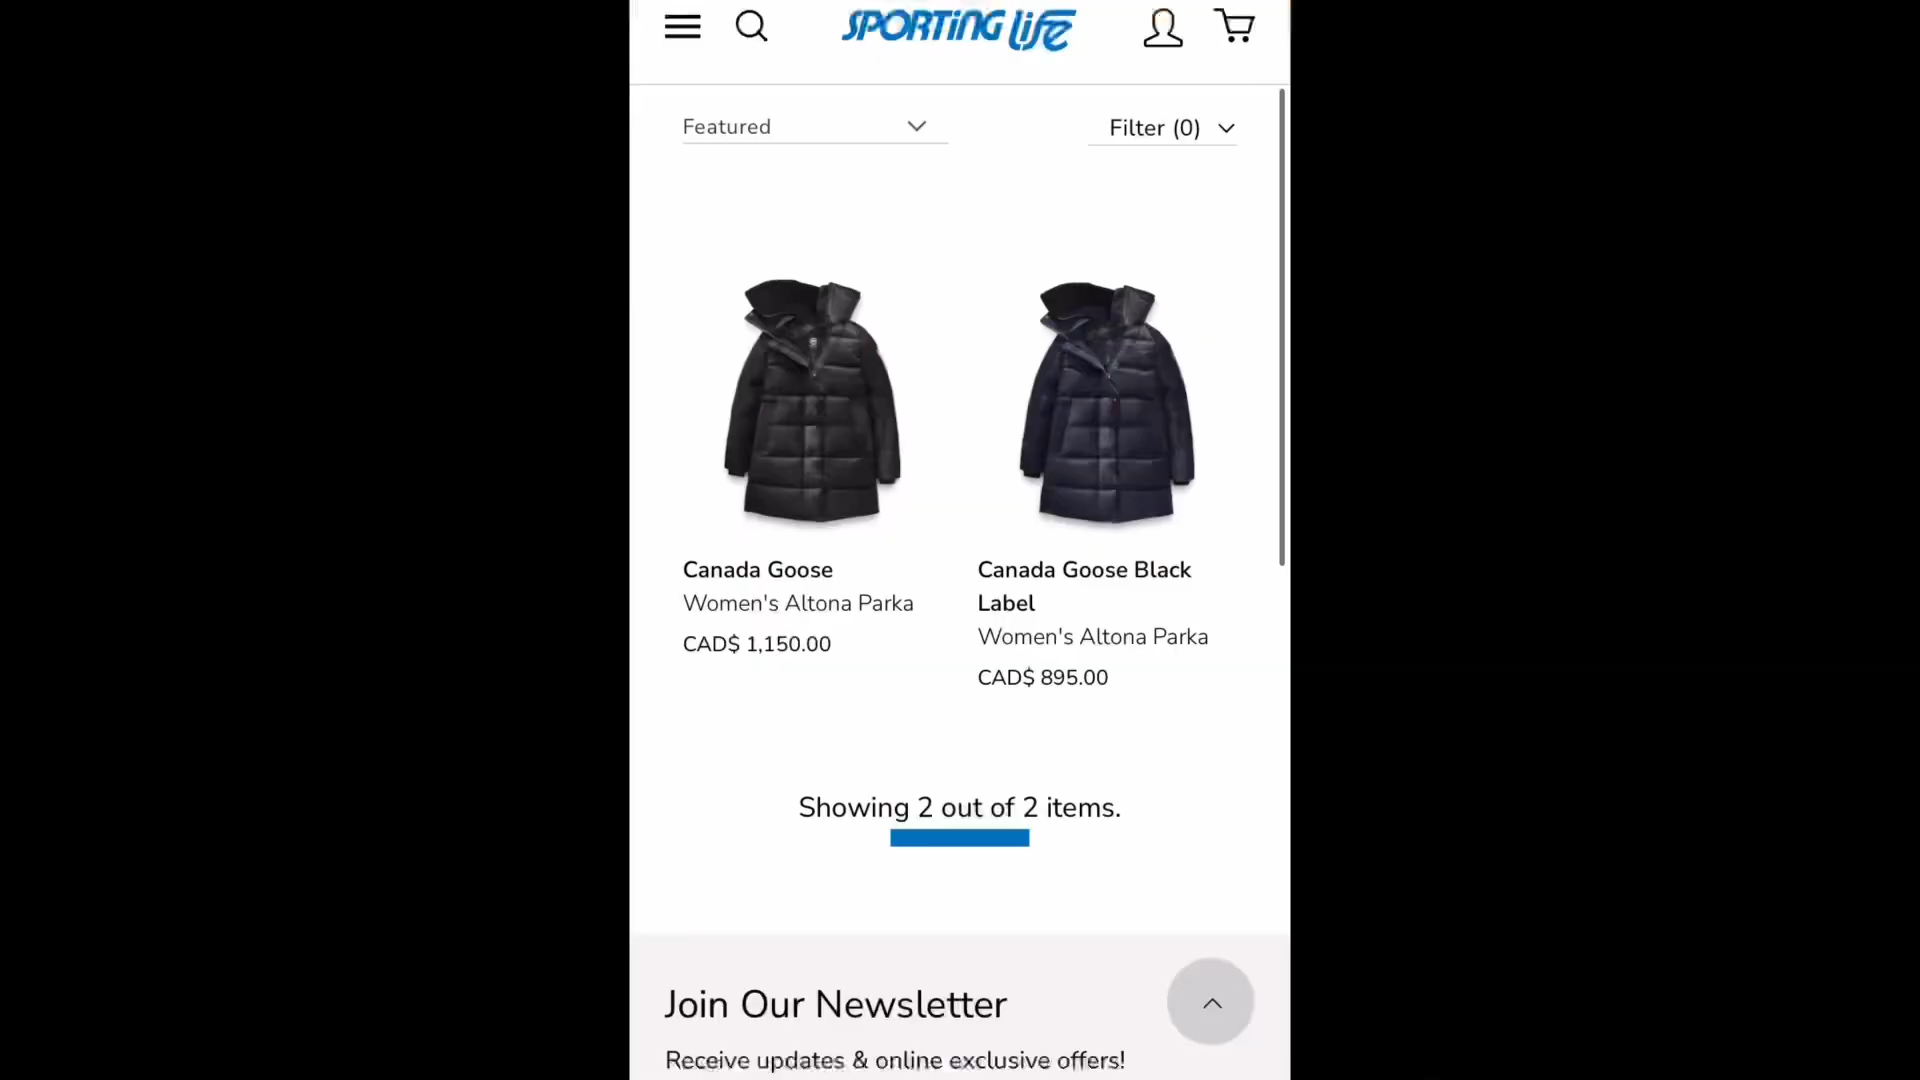 SPORTING life
Featured
Filter (0)
Canada Goose
Women's Altona Parka
CAD$ 1,150.00
Canada Goose Black
Label
Women's Altona Parka
CAD$ 895.00
Showing 2 out of 2 items.
Join Our Newsletter
Receive updates & online exclusive offers!